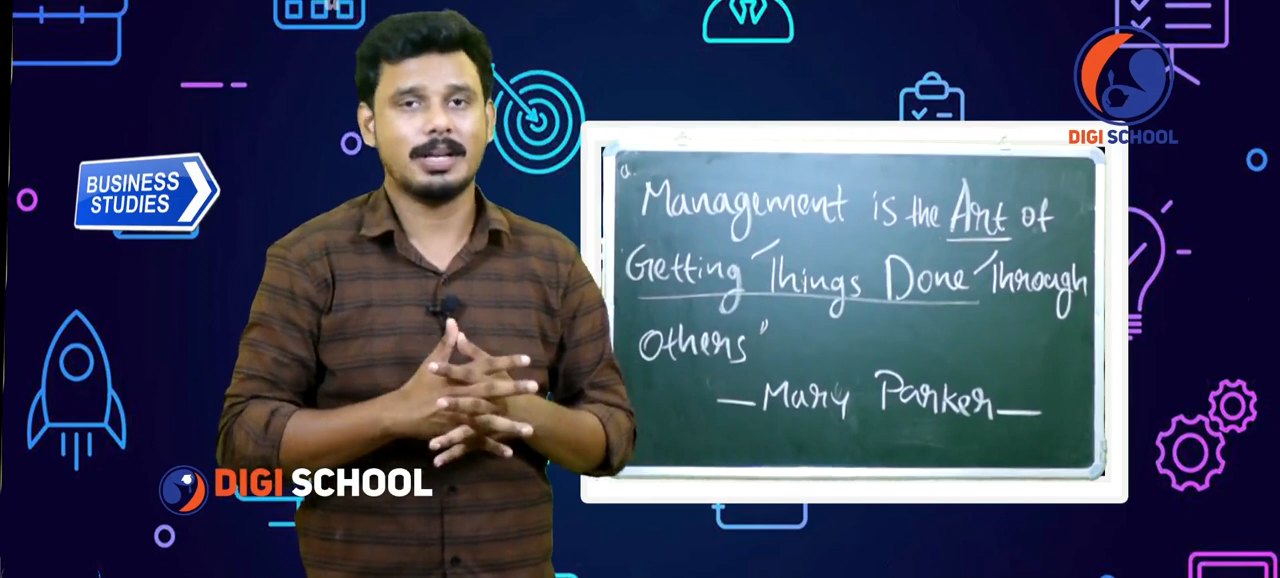 BUSINESS
STUDIES
DIGI SCHOOL
a.
Management is the Art of
Getting Things Done Through
Others"
— Mary Parker —
DIGI SCHOOL